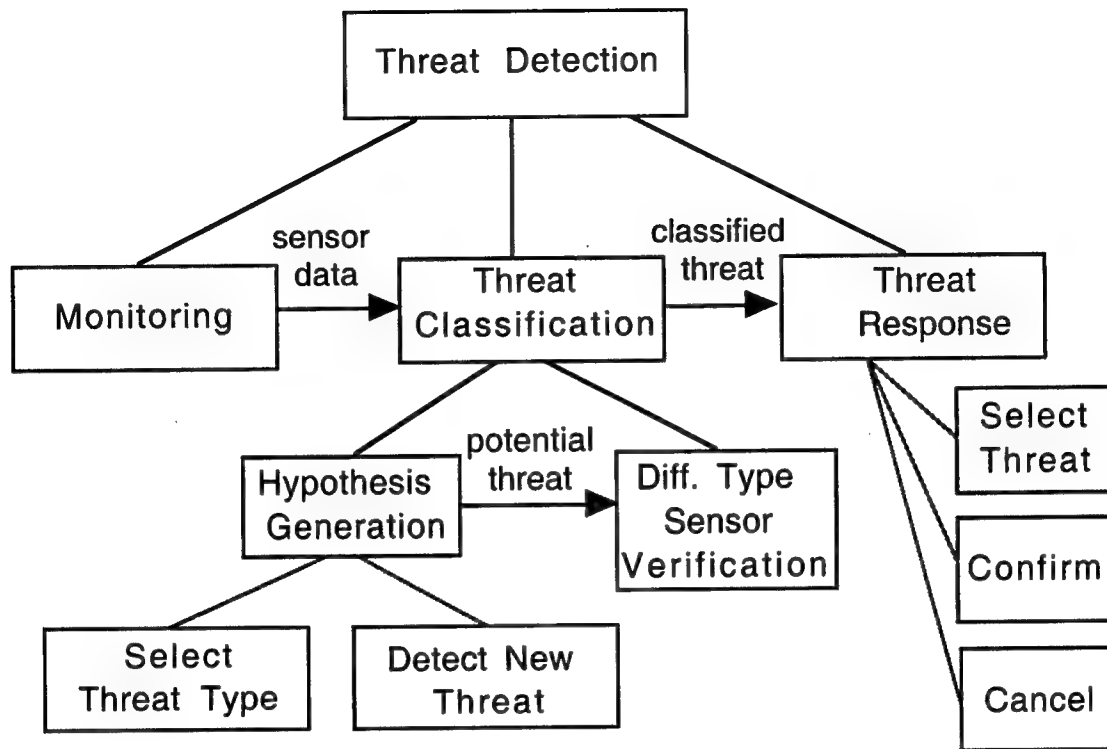 Threat Detection
sensor
data
classified
threat
Monitoring
Threat
Classification
Threat
Response
Select
Threat
potential
threat
Hypothesis
Generation
Diff. Type
Sensor
Verification
Confirm
Select
Threat Type
Detect New
Threat
Cancel